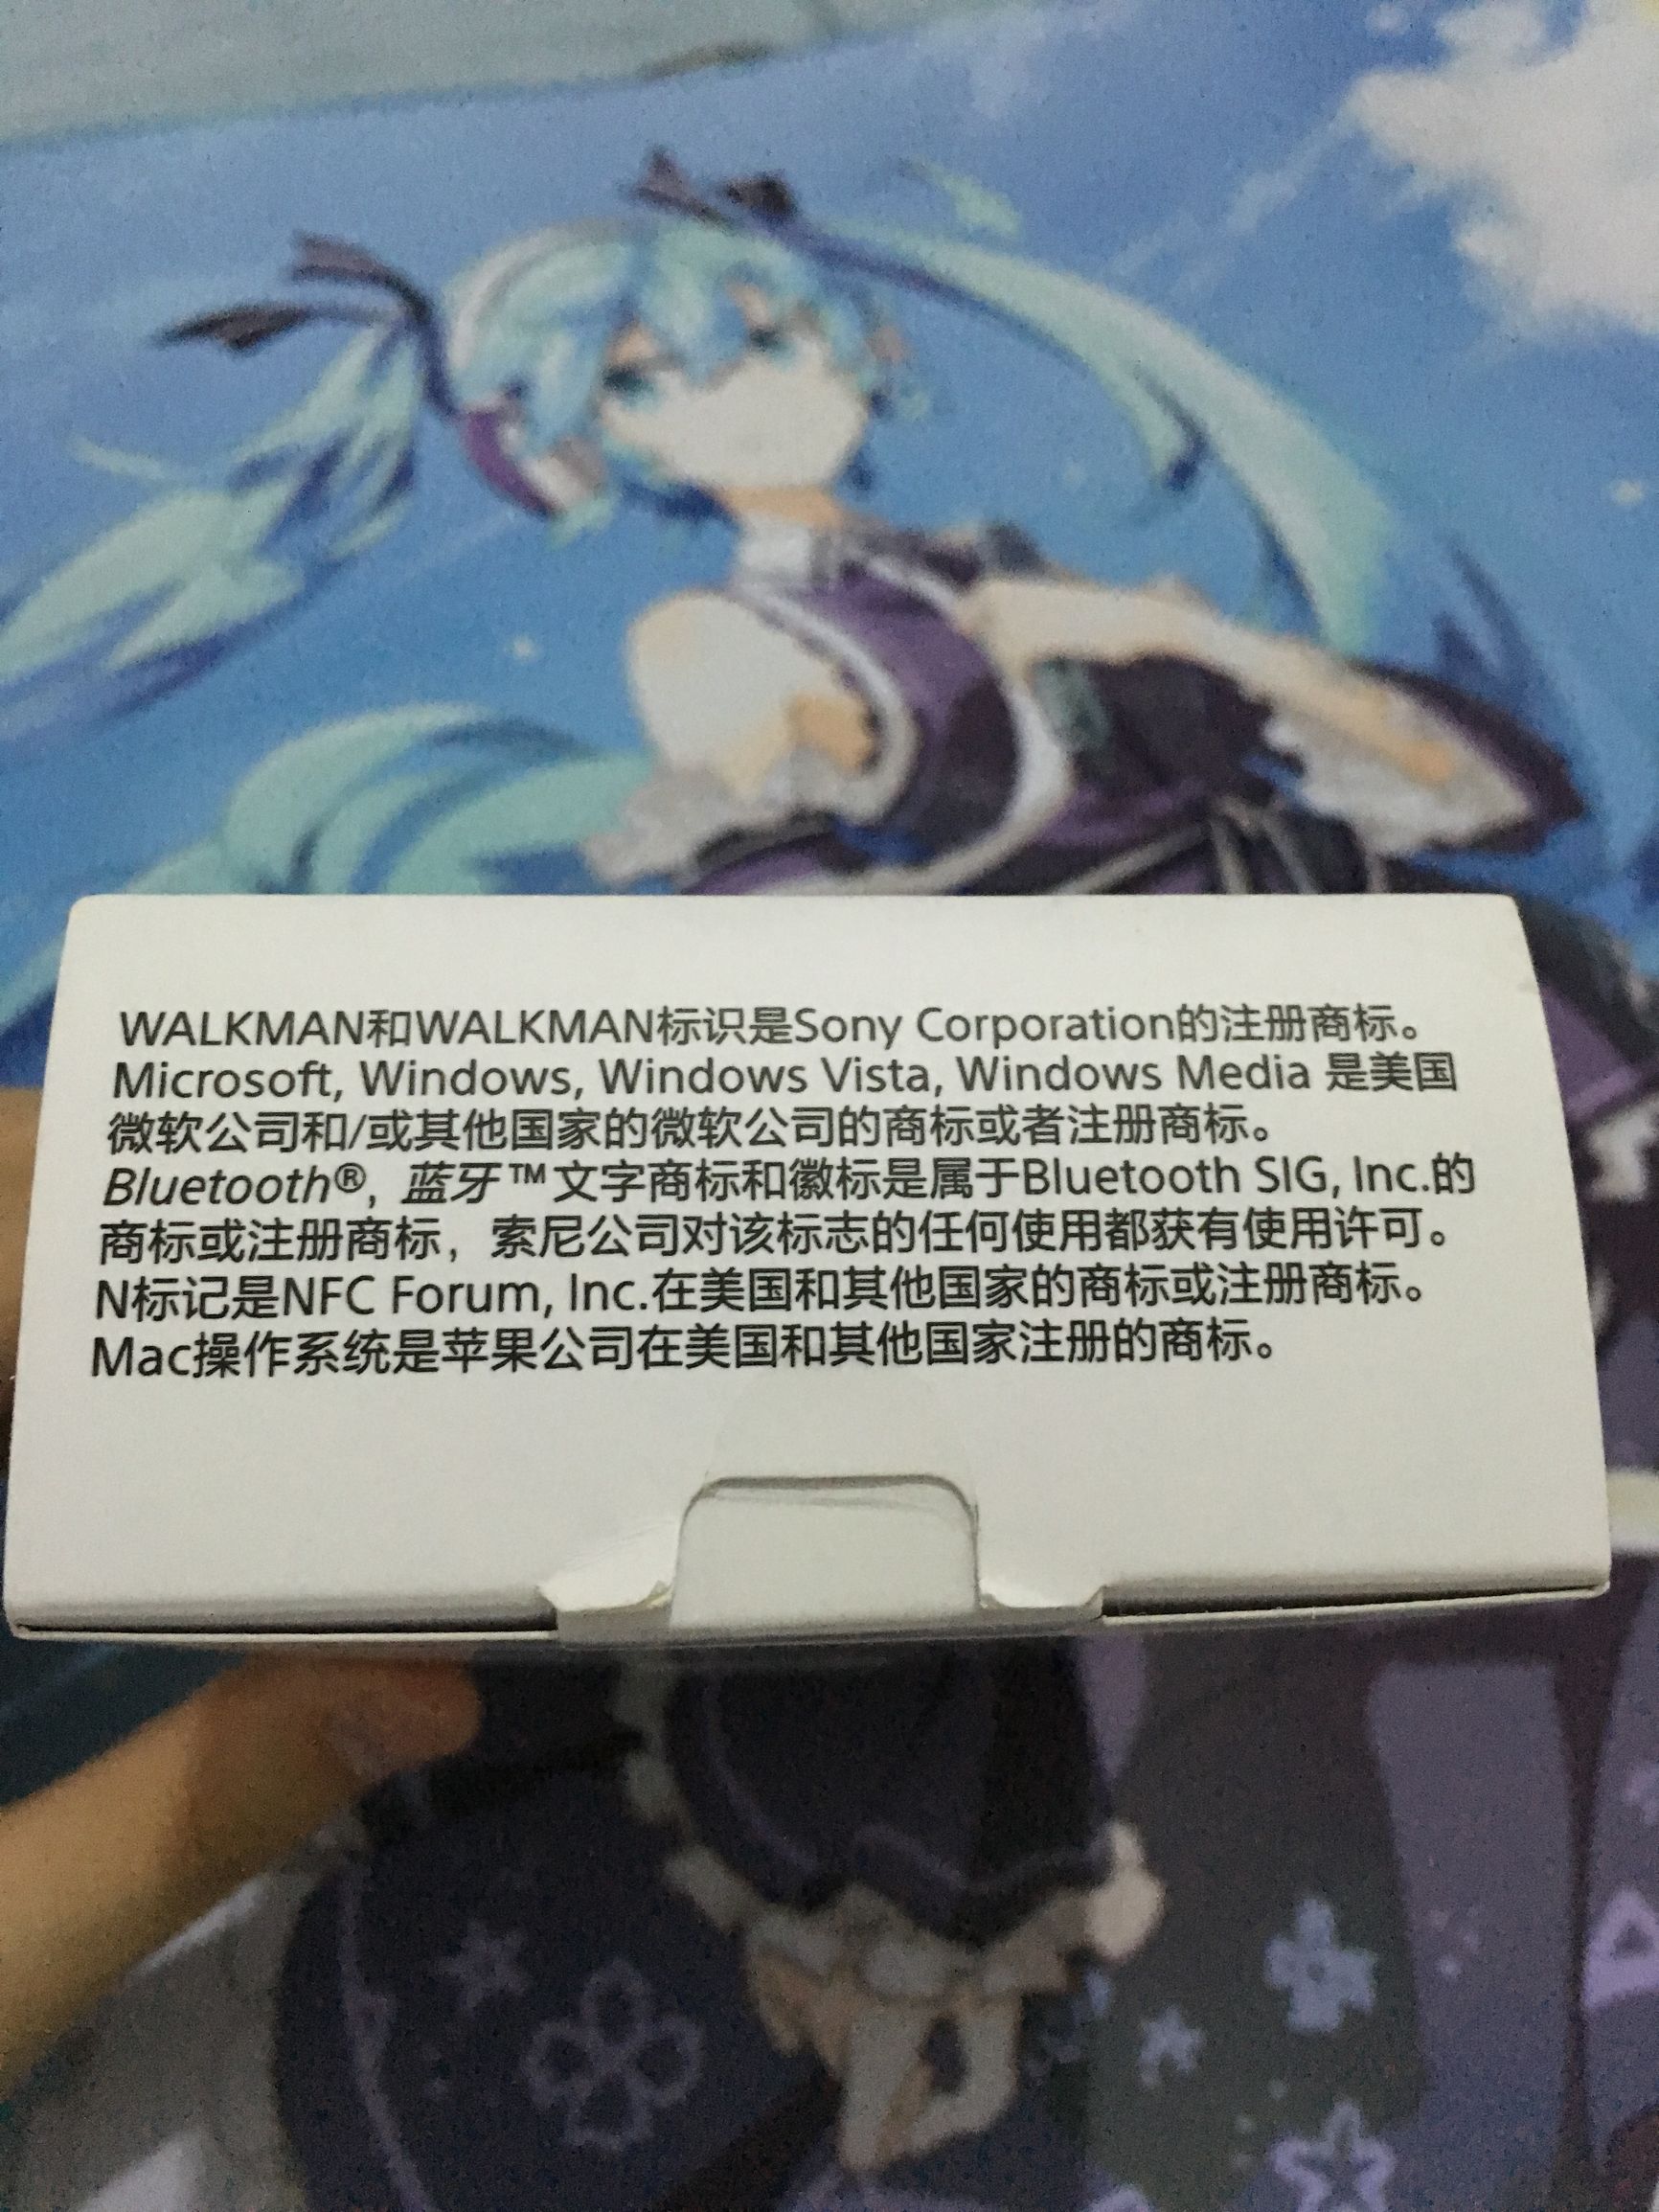 WALKMAN和WALKMAN标识是Sony Corporation的注册商标。
Microsoft, Windows, Windows Vista, Windows Media 是美国
微软公司和/或其他国家的微软公司的商标或者注册商标。
Bluetooth®, 蓝牙™文字商标和徽标是属于Bluetooth SIG, Inc.的
商标或注册商标，索尼公司对该标志的任何使用都获有使用许可。
N标记是NFC Forum, Inc.在美国和其他国家的商标或注册商标。
Mac操作系统是苹果公司在美国和其他国家注册的商标。